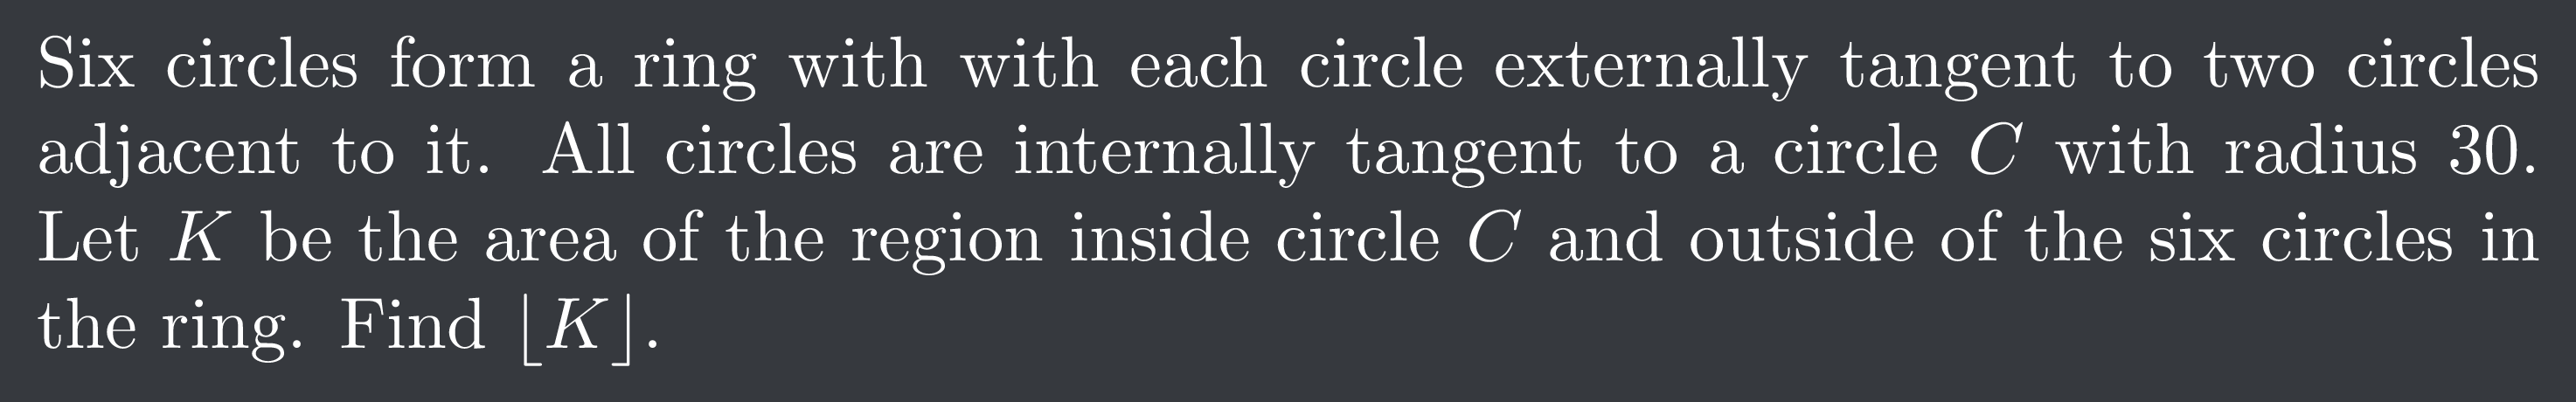 Six circles form a ring with with each circle externally tangent to two circles
adjacent to it. All circles are internally tangent to a circle C with radius 30.
Let K be the area of the region inside circle C and outside of the six circles in
the ring. Find ⌊K⌋.